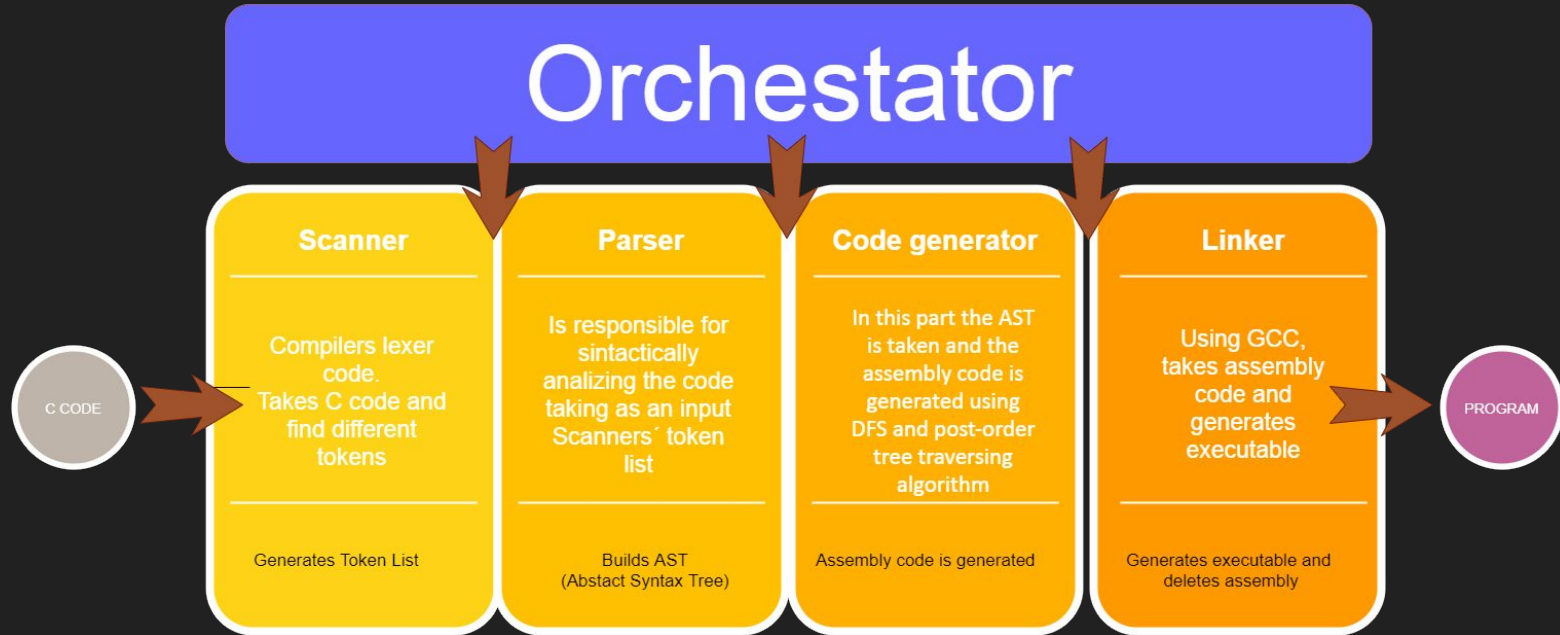 Orchestator
C CODE
Scanner
Compilers lexer
code.
Takes C code and
find different
tokens
Generates Token List
Parser
Is responsible for
sintactically
analizing the code
taking as an input
Scanners´ token
list
Builds AST
(Abstact Syntax Tree)
Code generator
In this part the AST
is taken and the
assembly code is
generated using
DFS and post-order
tree traversing
algorithm
Assembly code is generated
Linker
Using GCC,
takes assembly
code and
generates
executable
Generates executable and
deletes assembly
PROGRAM